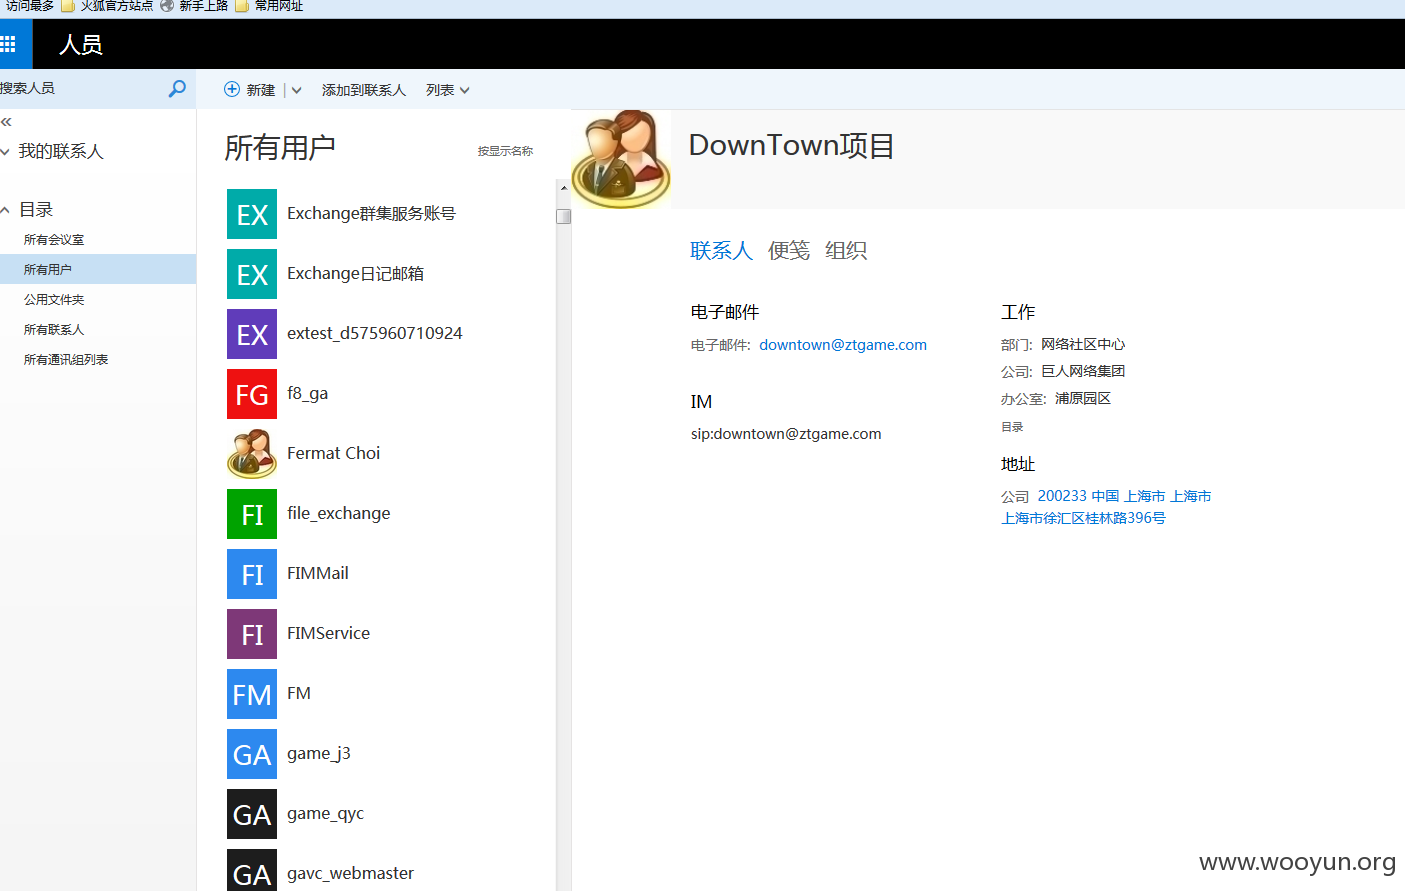 访问最多 火狐官方站点 新手上路 常用网址
人员
搜索人员
新建 添加到联系人 列表
我的联系人
目录
所有会议室
所有用户
公用文件夹
所有联系人
所有通讯组列表
所有用户 按显示名称
EX Exchange群集服务账号
EX Exchange日记邮箱
EX extest_d575960710924
FG f8_ga
Fermat Choi
FI file_exchange
FI FIMMail
FI FIMService
FM FM
GA game_j3
GA game_qyc
GA gavc_webmaster
DownTown项目
联系人 便笺 组织
电子邮件
电子邮件: downtown@ztgame.com
IM
sip:downtown@ztgame.com
工作
部门: 网络社区中心
公司: 巨人网络集团
办公室: 浦原园区
目录
地址
公司 200233 中国 上海市 上海市
上海市徐汇区桂林路396号
www.wooyun.org